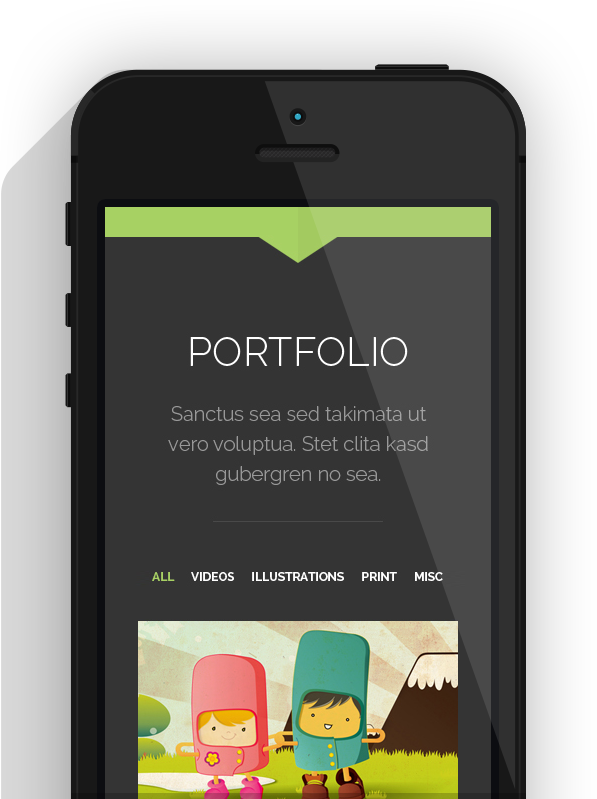 PORTFOLIO
Sanctus sea sed takimata ut
vero voluptua. Stet clita kasd
gubergren no sea.
ALL VIDEOS ILLUSTRATIONS PRINT MISC